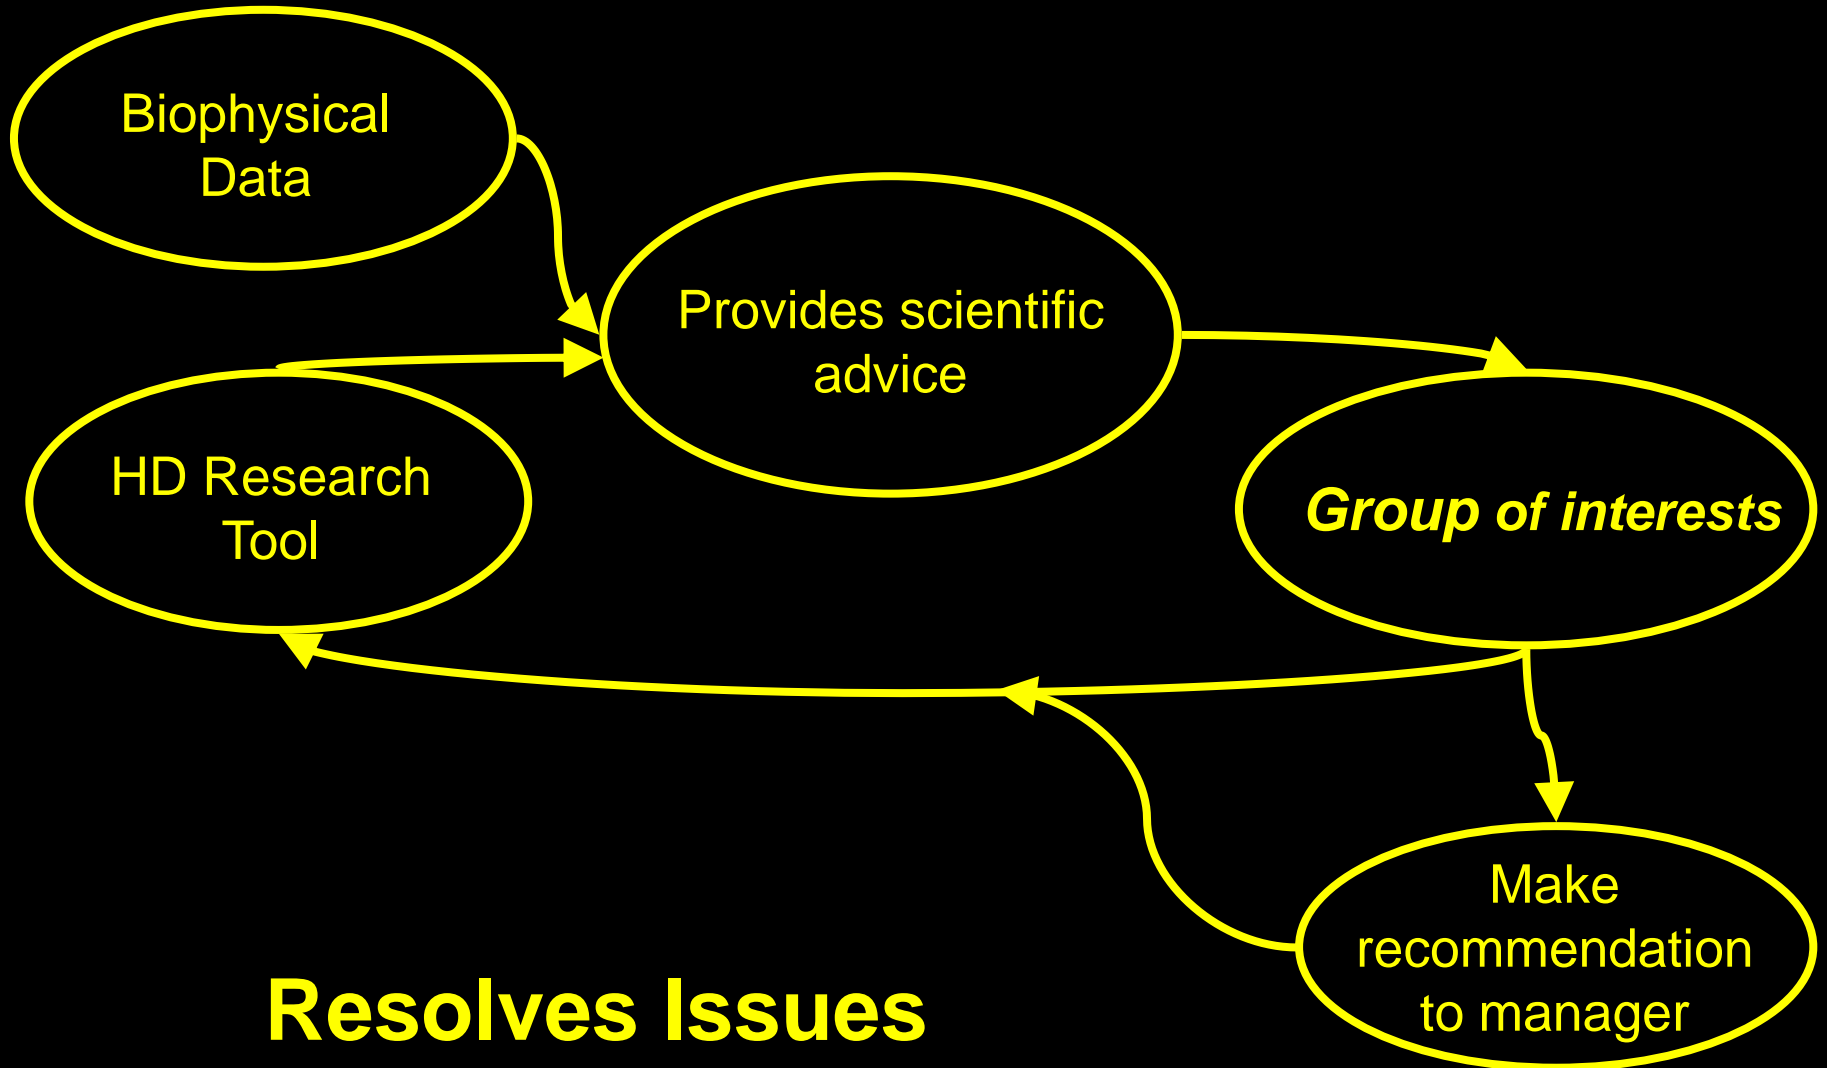 Biophysical
Data
Provides scientific
advice
HD Research
Tool
Group of interests
Make
recommendation
to manager
Resolves Issues